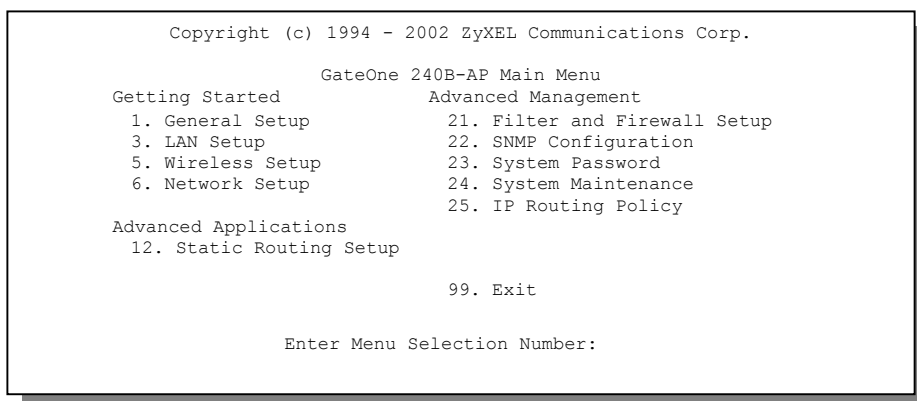 Copyright (c) 1994 - 2002 ZyXEL Communications Corp.
GateOne 240B-AP Main Menu
Getting Started Advanced Management
1. General Setup 21. Filter and Firewall Setup
3. LAN Setup 22. SNMP Configuration
5. Wireless Setup 23. System Password
6. Network Setup 24. System Maintenance
25. IP Routing Policy
Advanced Applications
12. Static Routing Setup
99. Exit
Enter Menu Selection Number: